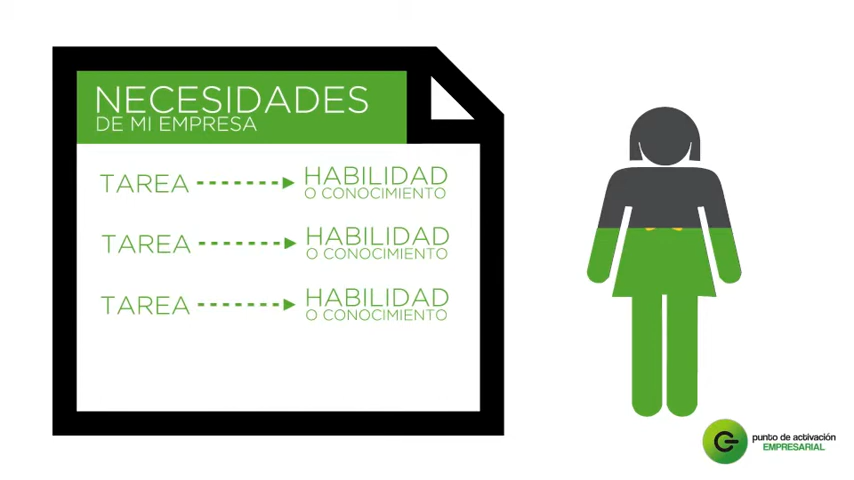 NECESIDADES
DE MI EMPRESA
TAREA
HABILIDAD
O CONOCIMIENTO
TAREA
HABILIDAD
O CONOCIMIENTO
TAREA
HABILIDAD
O CONOCIMIENTO
punto de activación
EMPRESARIAL